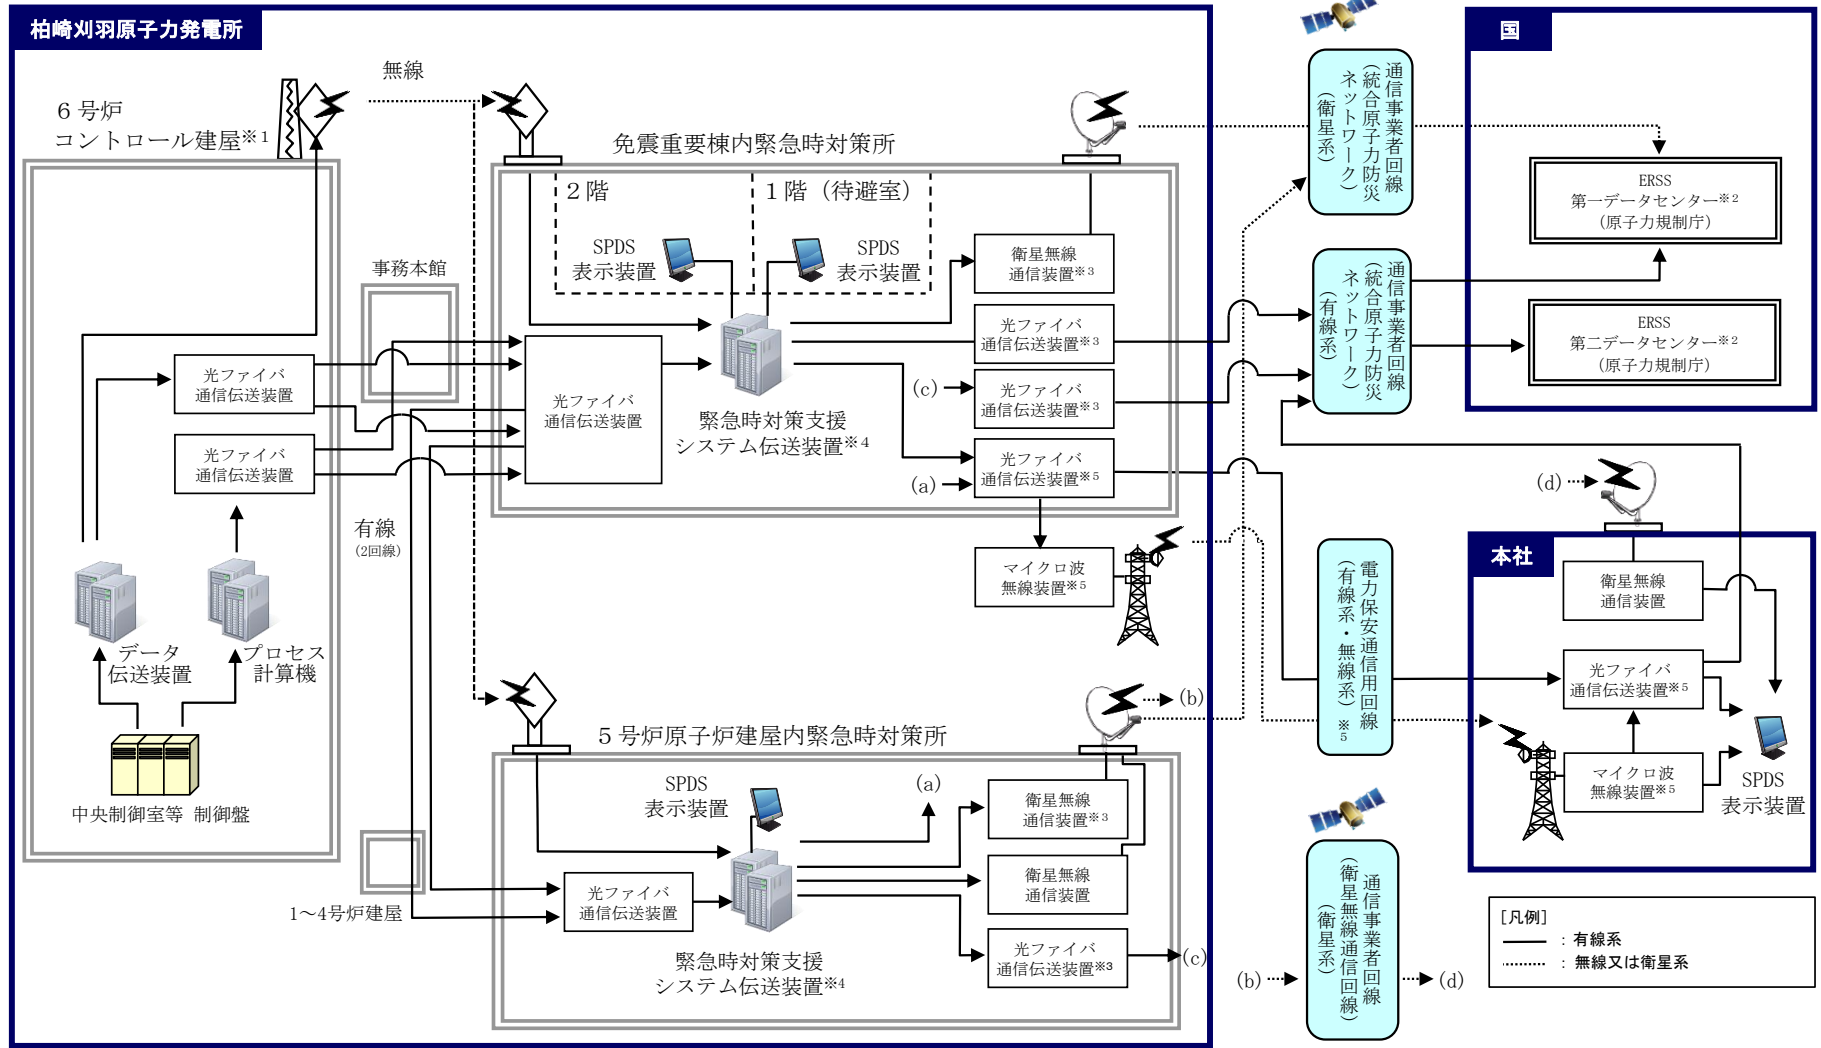 柏崎刈羽原子力発電所
無線
6号炉
コントロール建屋※1
事務本館
光ファイバ
通信伝送装置
光ファイバ
通信伝送装置
有線
(2回線)
データ
伝送装置
プロセス
計算機
中央制御室等 制御盤
1～4号炉建屋
免震重要棟内緊急時対策所
2階
1階（待避室）
SPDS
表示装置
SPDS
表示装置
光ファイバ
通信伝送装置
緊急時対策支援
システム伝送装置※4
衛星無線
通信装置※3
光ファイバ
通信伝送装置※3
(c)
光ファイバ
通信伝送装置※3
(a)
光ファイバ
通信伝送装置※5
マイクロ波
無線装置※5
(b)
5号炉原子炉建屋内緊急時対策所
SPDS
表示装置
(a)
光ファイバ
通信伝送装置
緊急時対策支援
システム伝送装置※4
衛星無線
通信装置※3
衛星無線
通信装置
光ファイバ
通信伝送装置※3
(c)
通信事業者回線
（統合原子力防災
ネットワーク）
（衛星系）
通信事業者回線
（統合原子力防災
ネットワーク）
（有線系）
電力保安通信用回線
（有線系・無線系）※5
通信事業者回線
（衛星無線通信回線）
（衛星系）
(b)
(d)
国
ERSS
第一データセンター※2
（原子力規制庁）
ERSS
第二データセンター※2
（原子力規制庁）
(d)
本社
衛星無線
通信装置
光ファイバ
通信伝送装置※5
マイクロ波
無線装置※5
SPDS
表示装置
[凡例]
：有線系
：無線又は衛星系